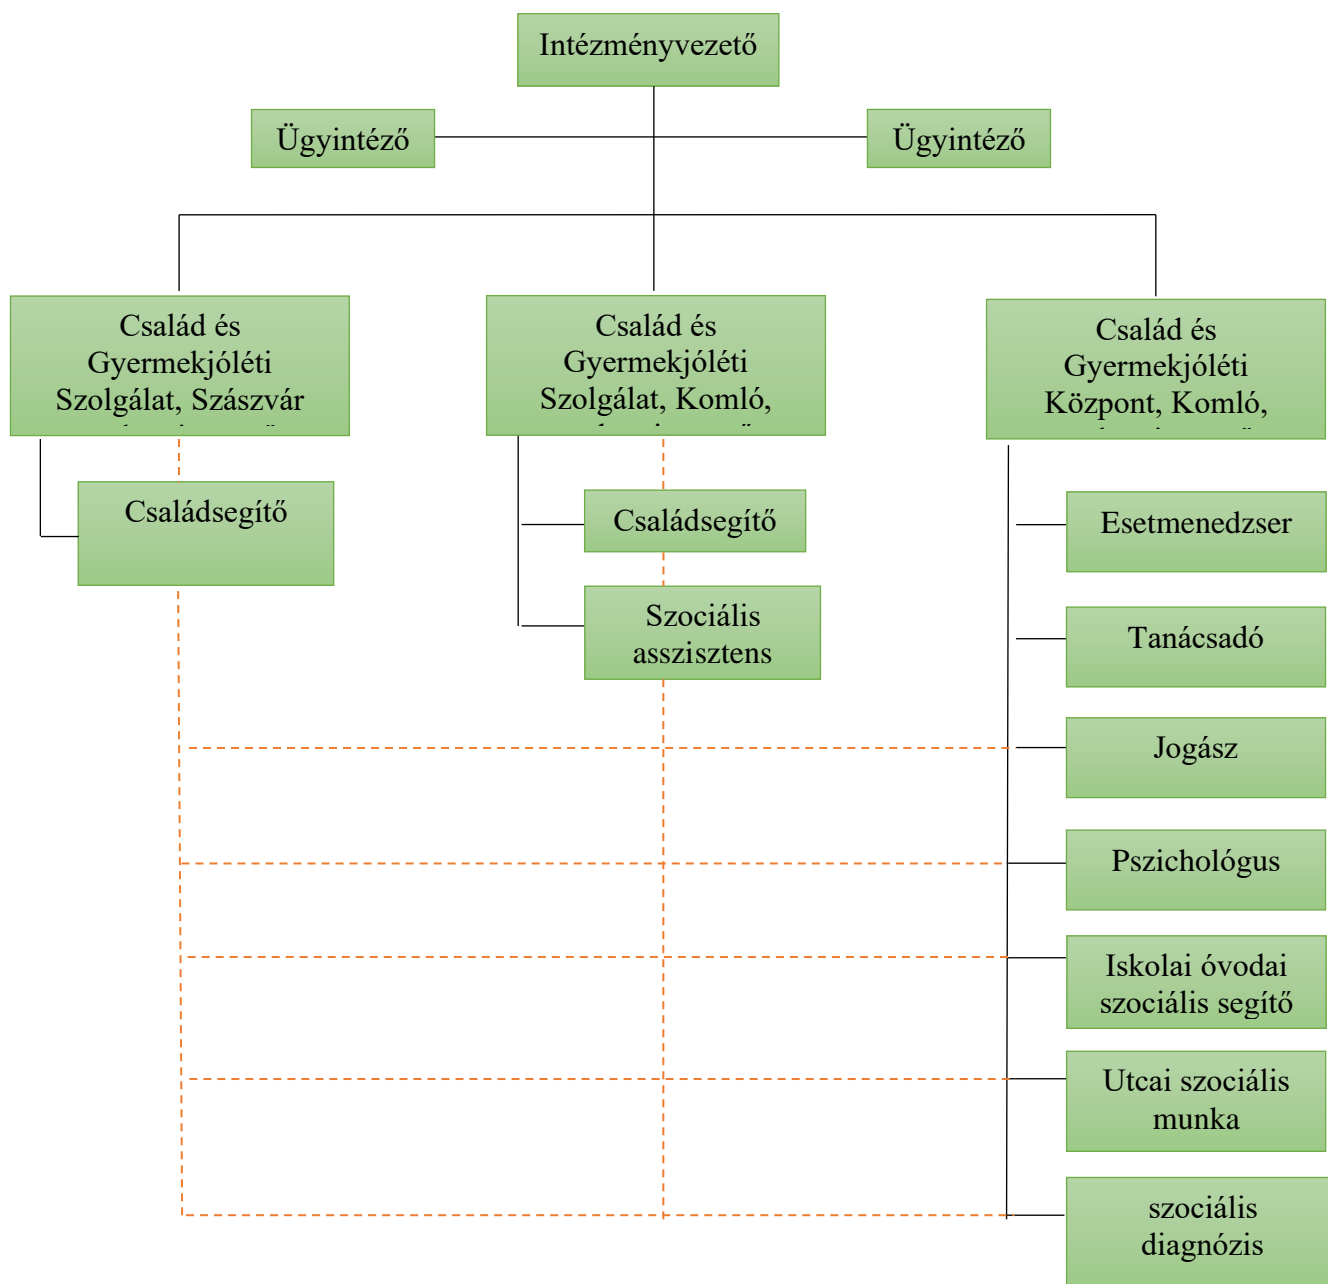 Intézményvezető
Ügyintéző
Ügyintéző
Család és
Gyermekjóléti
Szolgálat, Szászvár
Család és
Gyermekjóléti
Szolgálat, Komló,
Család és
Gyermekjóléti
Központ, Komló,
Családsegítő
Családsegítő
Szociális
asszisztens
Esetmenedzser
Tanácsadó
Jogász
Pszichológus
Iskolai óvodai
szociális segítő
Utcai szociális
munka
szociális
diagnózis